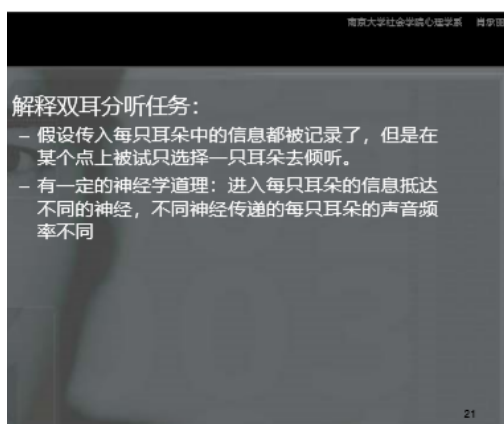 南京大学社会学院心理学系
解释双耳分听任务：
– 假设传入每只耳朵中的信息都被记录了，但是在
某个点上被试只选择一只耳朵去倾听。
– 有一定的神经学道理：进入每只耳朵的信息抵达
不同的神经，不同神经传递的每只耳朵的声音频
率不同
21